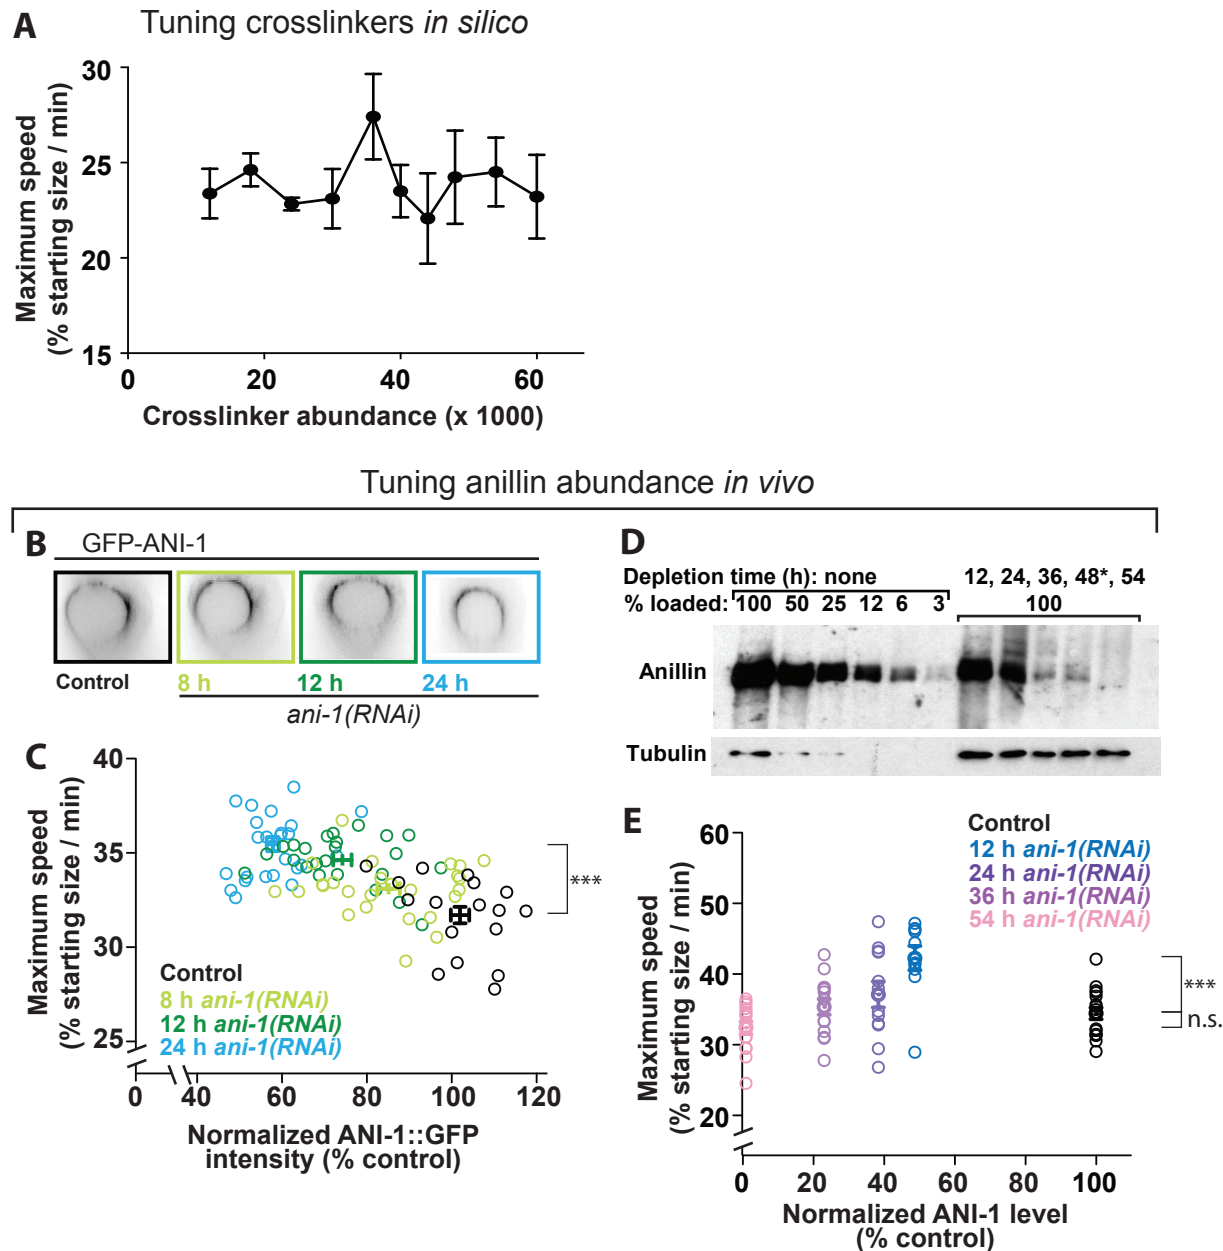 A
Tuning crosslinkers in silico
Maximum speed
(% starting size / min)
30
25
20
15
0
20
40
60
Crosslinker abundance (x 1000)
Tuning anillin abundance in vivo
B
GFP-ANI-1
Control
8 h
12 h
24 h
ani-1(RNAi)
C
Maximum speed
(% starting size / min)
40
35
30
25
***
Control
8 h ani-1(RNAi)
12 h ani-1(RNAi)
24 h ani-1(RNAi)
0
40
60
80
100
120
Normalized ANI-1::GFP
intensity (% control)
D
Depletion time (h): none
12, 24, 36, 48*, 54
% loaded: 100 50 25 12 6 3
100
Anillin
Tubulin
E
Maximum speed
(% starting size / min)
60
50
40
30
20
Control
12 h ani-1(RNAi)
24 h ani-1(RNAi)
36 h ani-1(RNAi)
54 h ani-1(RNAi)
***
n.s.
0
20
40
60
80
100
Normalized ANI-1 level
(% control)